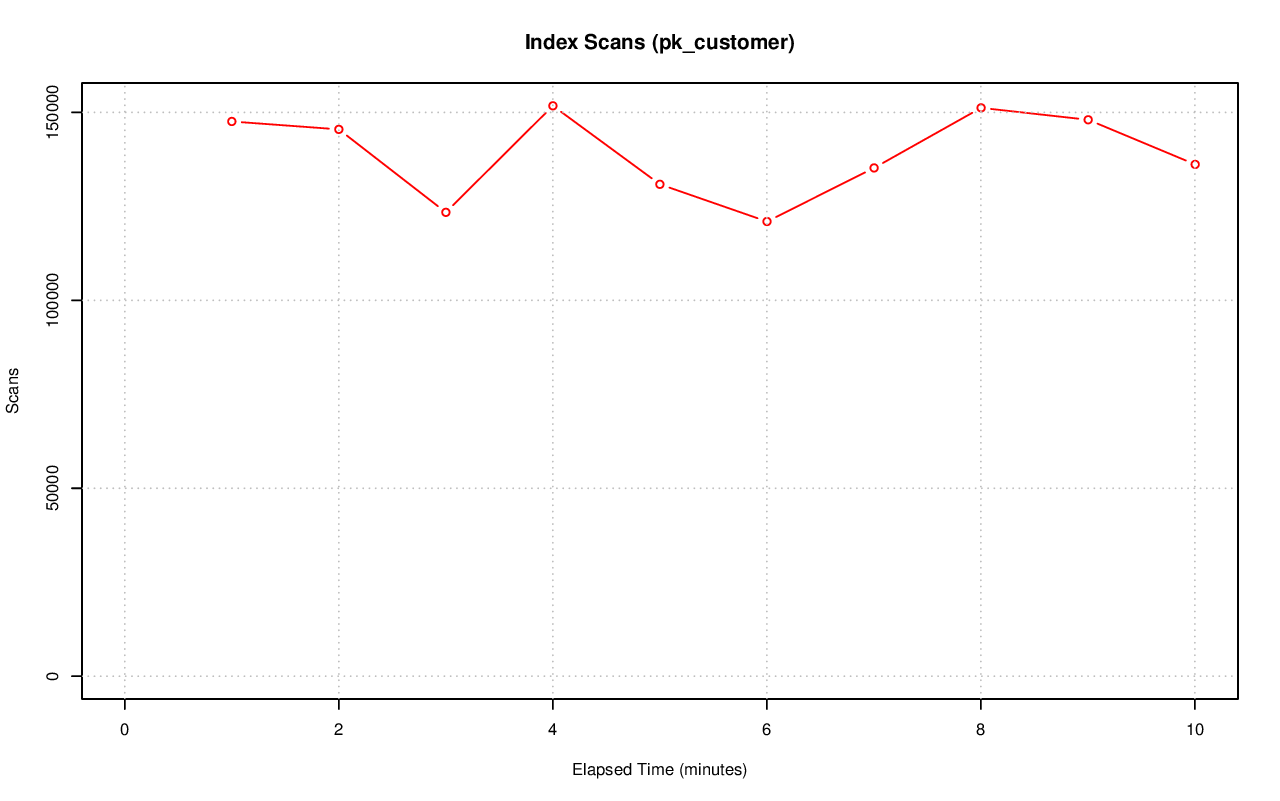 Index Scans (pk_customer)
150000
100000
50000
0
Scans
0 2 4 6 8 10
Elapsed Time (minutes)